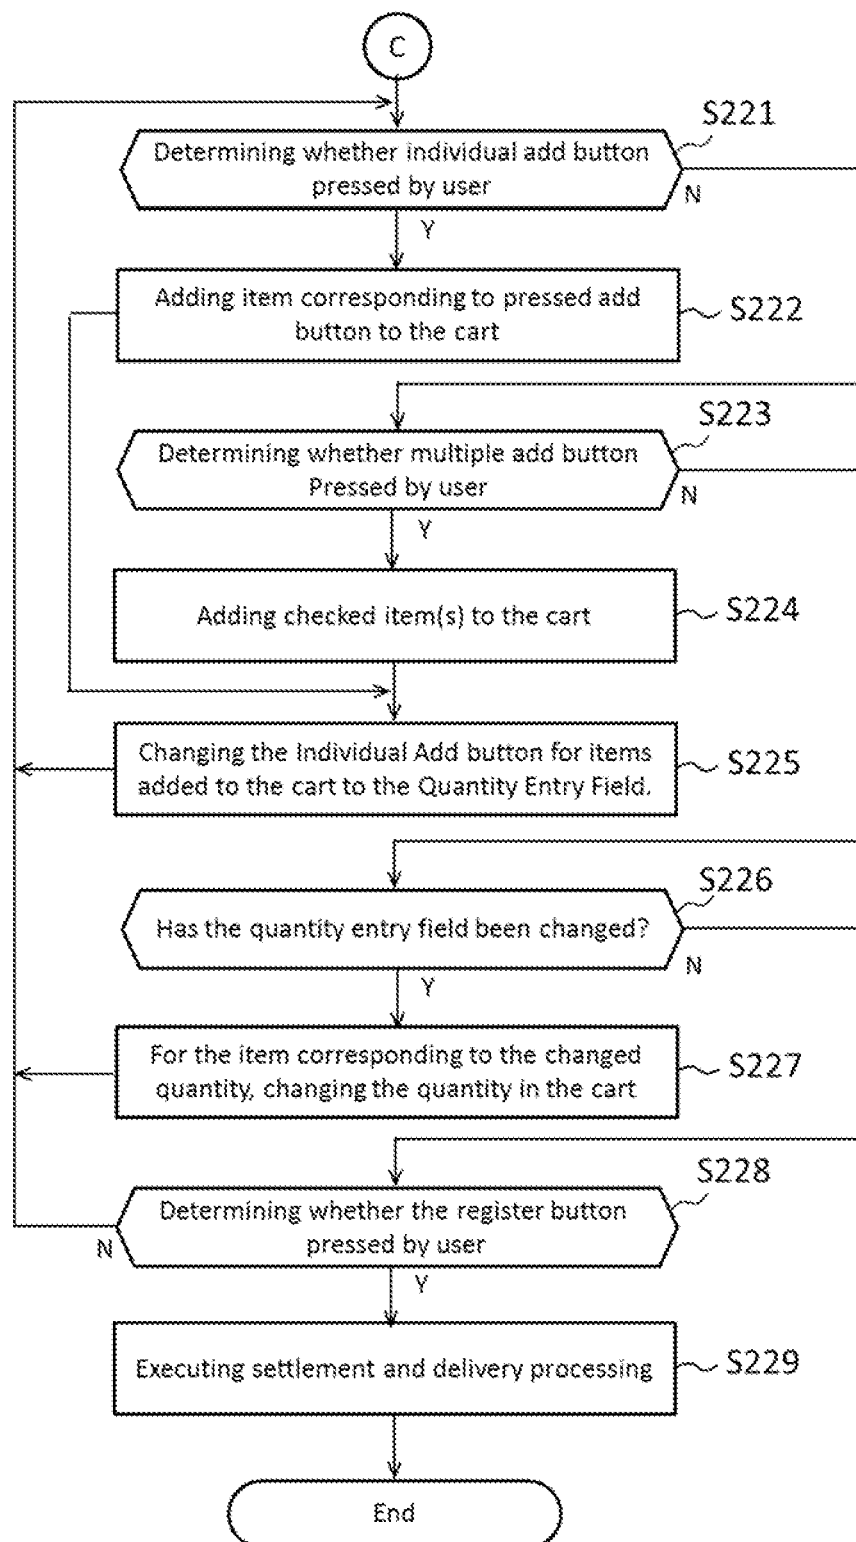 C
S221
Determining whether individual add button
pressed by user
N
Y
Adding item corresponding to pressed add
button to the cart
S222
S223
Determining whether multiple add button
Pressed by user
N
Y
Adding checked item(s) to the cart
S224
Changing the Individual Add button for items
added to the cart to the Quantity Entry Field.
S225
S226
Has the quantity entry field been changed?
N
Y
For the item corresponding to the changed
quantity, changing the quantity in the cart
S227
S228
Determining whether the register button
pressed by user
N
Y
Executing settlement and delivery processing
S229
End